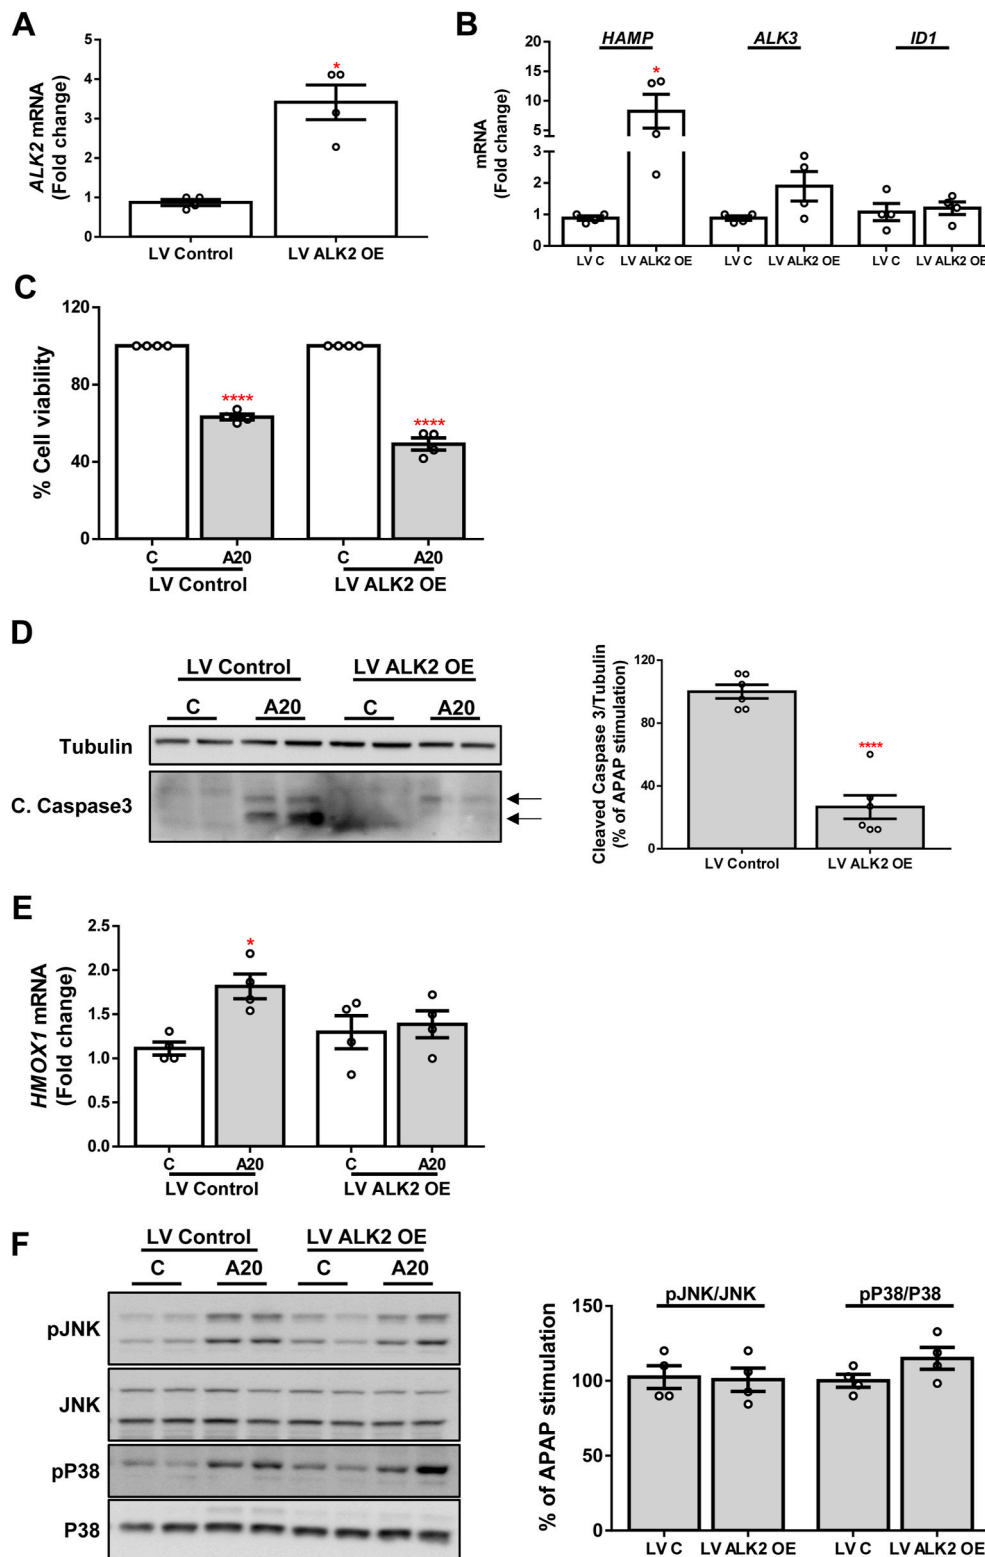 A
ALK2 mRNA
(Fold change)
5
4
3
2
1
0
*
LV Control
LV ALK2 OE
B
mRNA
(Fold change)
20
15
10
5
3
2
1
0
HAMP
ALK3
ID1
*
LV C
LV ALK2 OE
LV C
LV ALK2 OE
LV C
LV ALK2 OE
C
% Cell viability
120
80
40
0
****
****
C
A20
C
A20
LV Control
LV ALK2 OE
D
LV Control
LV ALK2 OE
C
A20
C
A20
Tubulin
C. Caspase3
Cleaved Caspase 3/Tubulin
(% of APAP stimulation)
120
80
40
0
****
LV Control
LV ALK2 OE
E
HMOX1 mRNA
(Fold change)
2.5
2.0
1.5
1.0
0.5
0.0
*
C
A20
C
A20
LV Control
LV ALK2 OE
F
LV Control
LV ALK2 OE
C
A20
C
A20
pJNK
JNK
pP38
P38
% of APAP stimulation
150
100
50
0
pJNK/JNK
pP38/P38
LV C
LV ALK2 OE
LV C
LV ALK2 OE